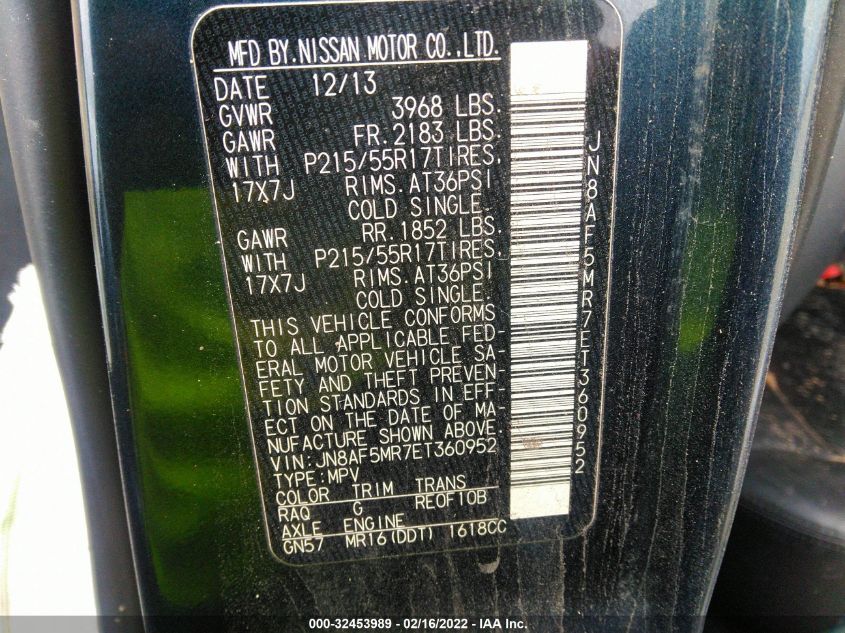 MFD BY.NISSAN MOTOR CO.,LTD.
DATE 12/13
GVWR 3968 LBS.
GAWR FR.2183 LBS.
WITH P215/55R17TIRES.
17X7J RIMS.AT36PSI
COLD SINGLE.
GAWR RR.1852 LBS.
WITH P215/55R17TIRES.
17X7J RIMS.AT36PSI
COLD SINGLE.
THIS VEHICLE CONFORMS
TO ALL APPLICABLE FED
ERAL MOTOR VEHICLE SA-
FETY AND THEFT PREVEN
TION STANDARDS IN EFF-
ECT ON THE DATE OF MA-
NUFACTURE SHOWN ABOVE
VIN:JN8AF5MR7ET360952
TYPE:MPV
COLOR TRIM TRANS
RAQ G RE0F10B
AXLE ENGINE
GN57 MR16(DDT) 1618CC
JN8AF5MR7ET360952
000-32453989 - 02/16/2022 - IAA Inc.